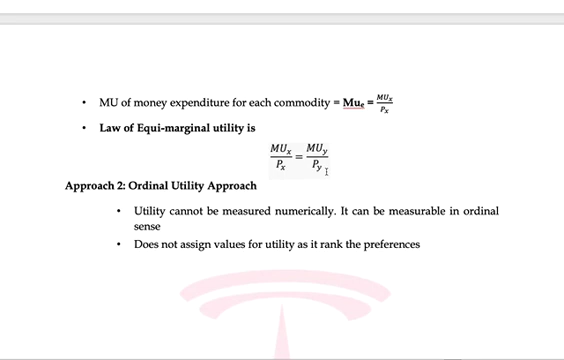 • MU of money expenditure for each commodity = Mue = MUx/Px
• Law of Equi-marginal utility is
MUx/Px = MUy/Py
Approach 2: Ordinal Utility Approach
• Utility cannot be measured numerically. It can be measurable in ordinal
sense
• Does not assign values for utility as it rank the preferences